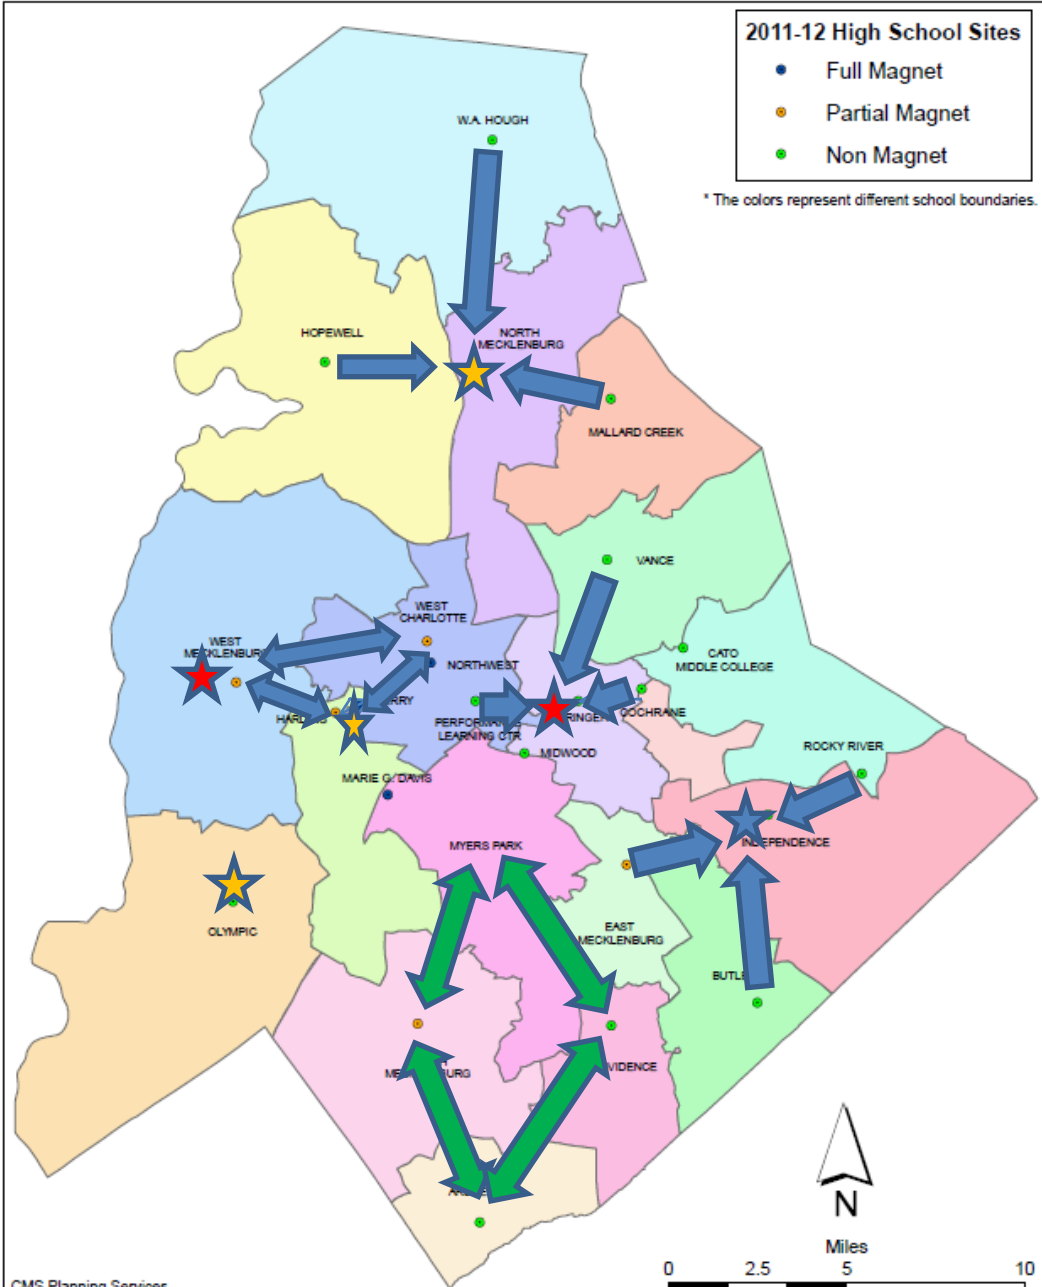 2011-12 High School Sites
Full Magnet
Partial Magnet
Non Magnet
* The colors represent different school boundaries.
W.A. HOUGH
HOPEWELL
NORTH
MECKLENBURG
MALLARD CREEK
VANCE
WEST
CHARLOTTE
WEST
MECKLENBURG
CATO
MIDDLE COLLEGE
NORTHWEST
COCHRANE
PERFORMANCE
LEARNING CTR
MIDWOOD
ROCKY RIVER
MARIE G. DAVIS
MYERS PARK
INDEPENDENCE
EAST
MECKLENBURG
OLYMPIC
N
Miles
0 2.5 5 10
CMS Planning Services